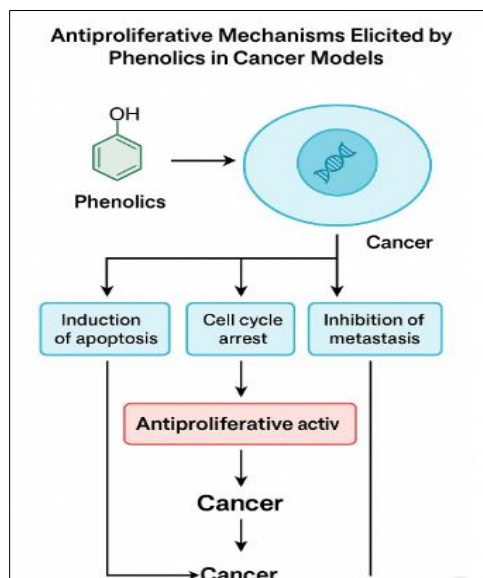 Antiproliferative Mechanisms Elicited by
Phenolics in Cancer Models
OH
Phenolics
Cancer
Induction
of apoptosis
Cell cycle
arrest
Inhibition of
metastasis
Antiproliferative activ
Cancer
Cancer